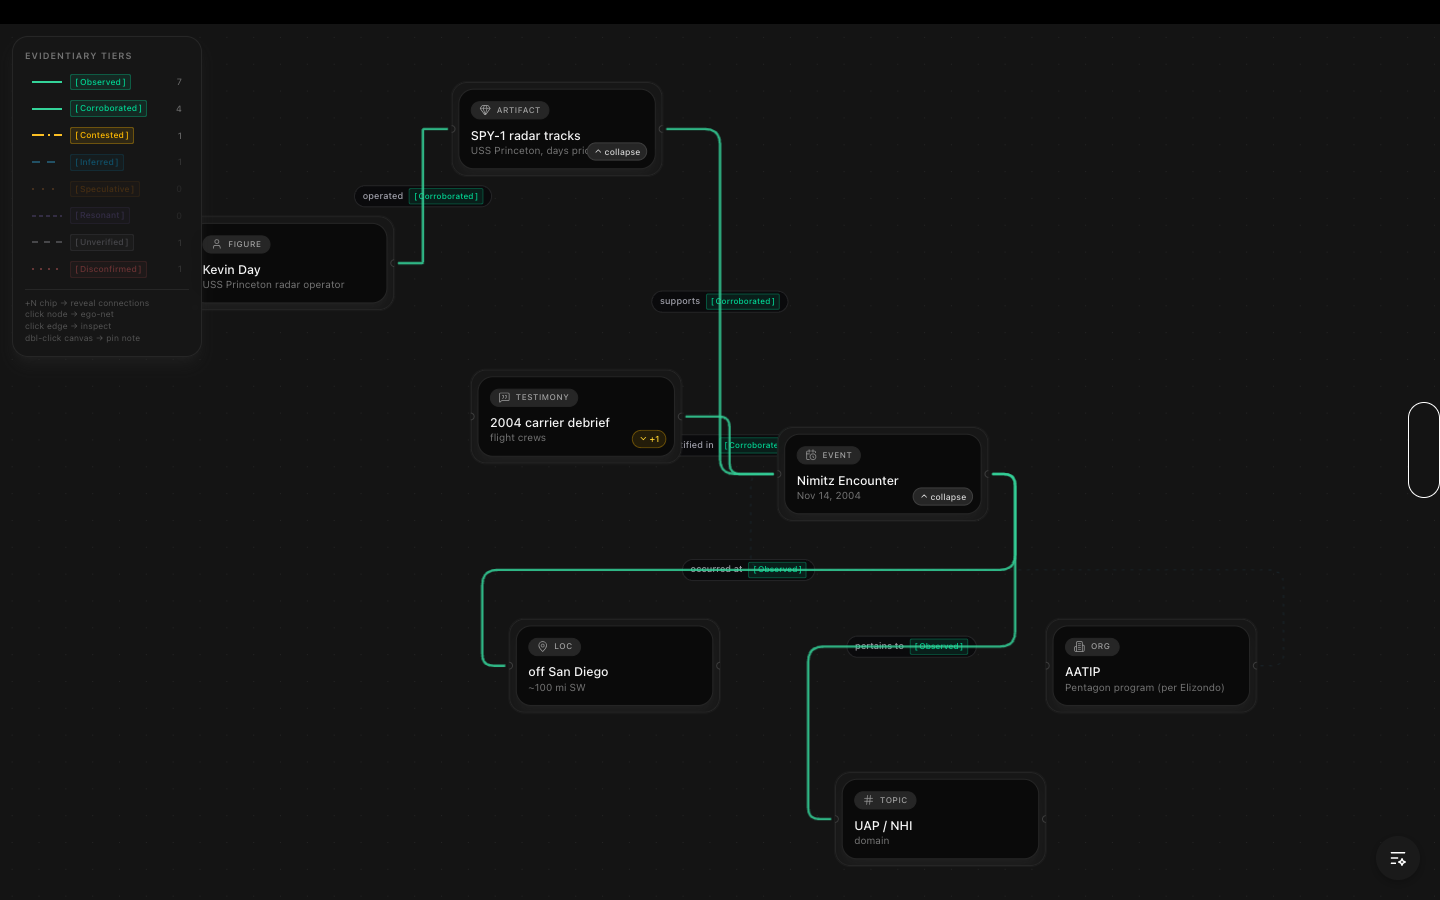 EVIDENTIARY TIERS
[Observed] 7
[Corroborated] 4
[Contested] 1
[Inferred] 1
[Speculative] 0
[Resonant]
[Unverified] 1
[Disconfirmed] 1
+N chip → reveal connections
click node → ego-net
click edge → inspect
dbl-click canvas → pin note
ARTIFACT
SPY-1 radar tracks
USS Princeton, days
collapse
operated [Corroborated]
FIGURE
Kevin Day
USS Princeton radar operator
supports [Corroborated]
TESTIMONY
2004 carrier debrief
flight crews
+1
in
EVENT
Nimitz Encounter
Nov 14, 2004
collapse
occurred at [Observed]
pertains to [Observed]
LOC
off San Diego
~100 mi SW
ORG
AATIP
Pentagon program (per Elizondo)
TOPIC
UAP / NHI
domain